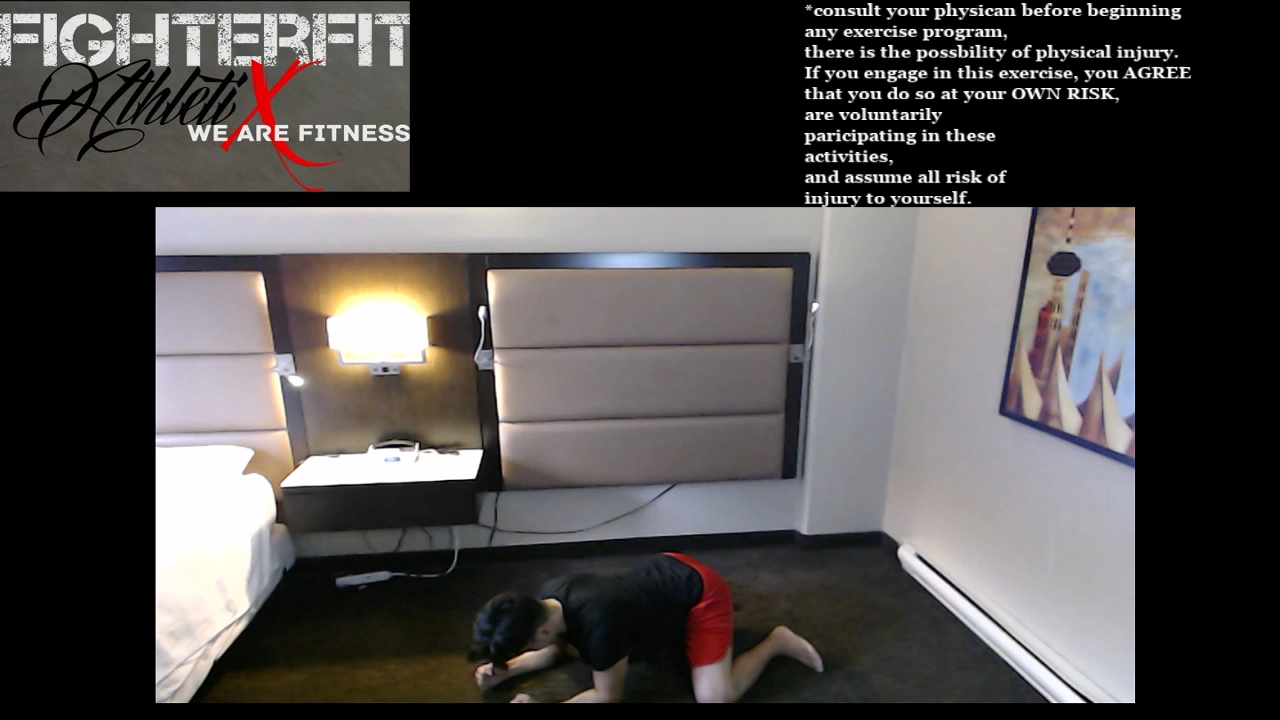 FIGHTERFIT
AthletiX
WE ARE FITNESS
*consult your physican before beginning
any exercise program,
there is the possbility of physical injury.
If you engage in this exercise, you AGREE
that you do so at your OWN RISK,
are voluntarily
paricipating in these
activities,
and assume all risk of
injury to yourself.